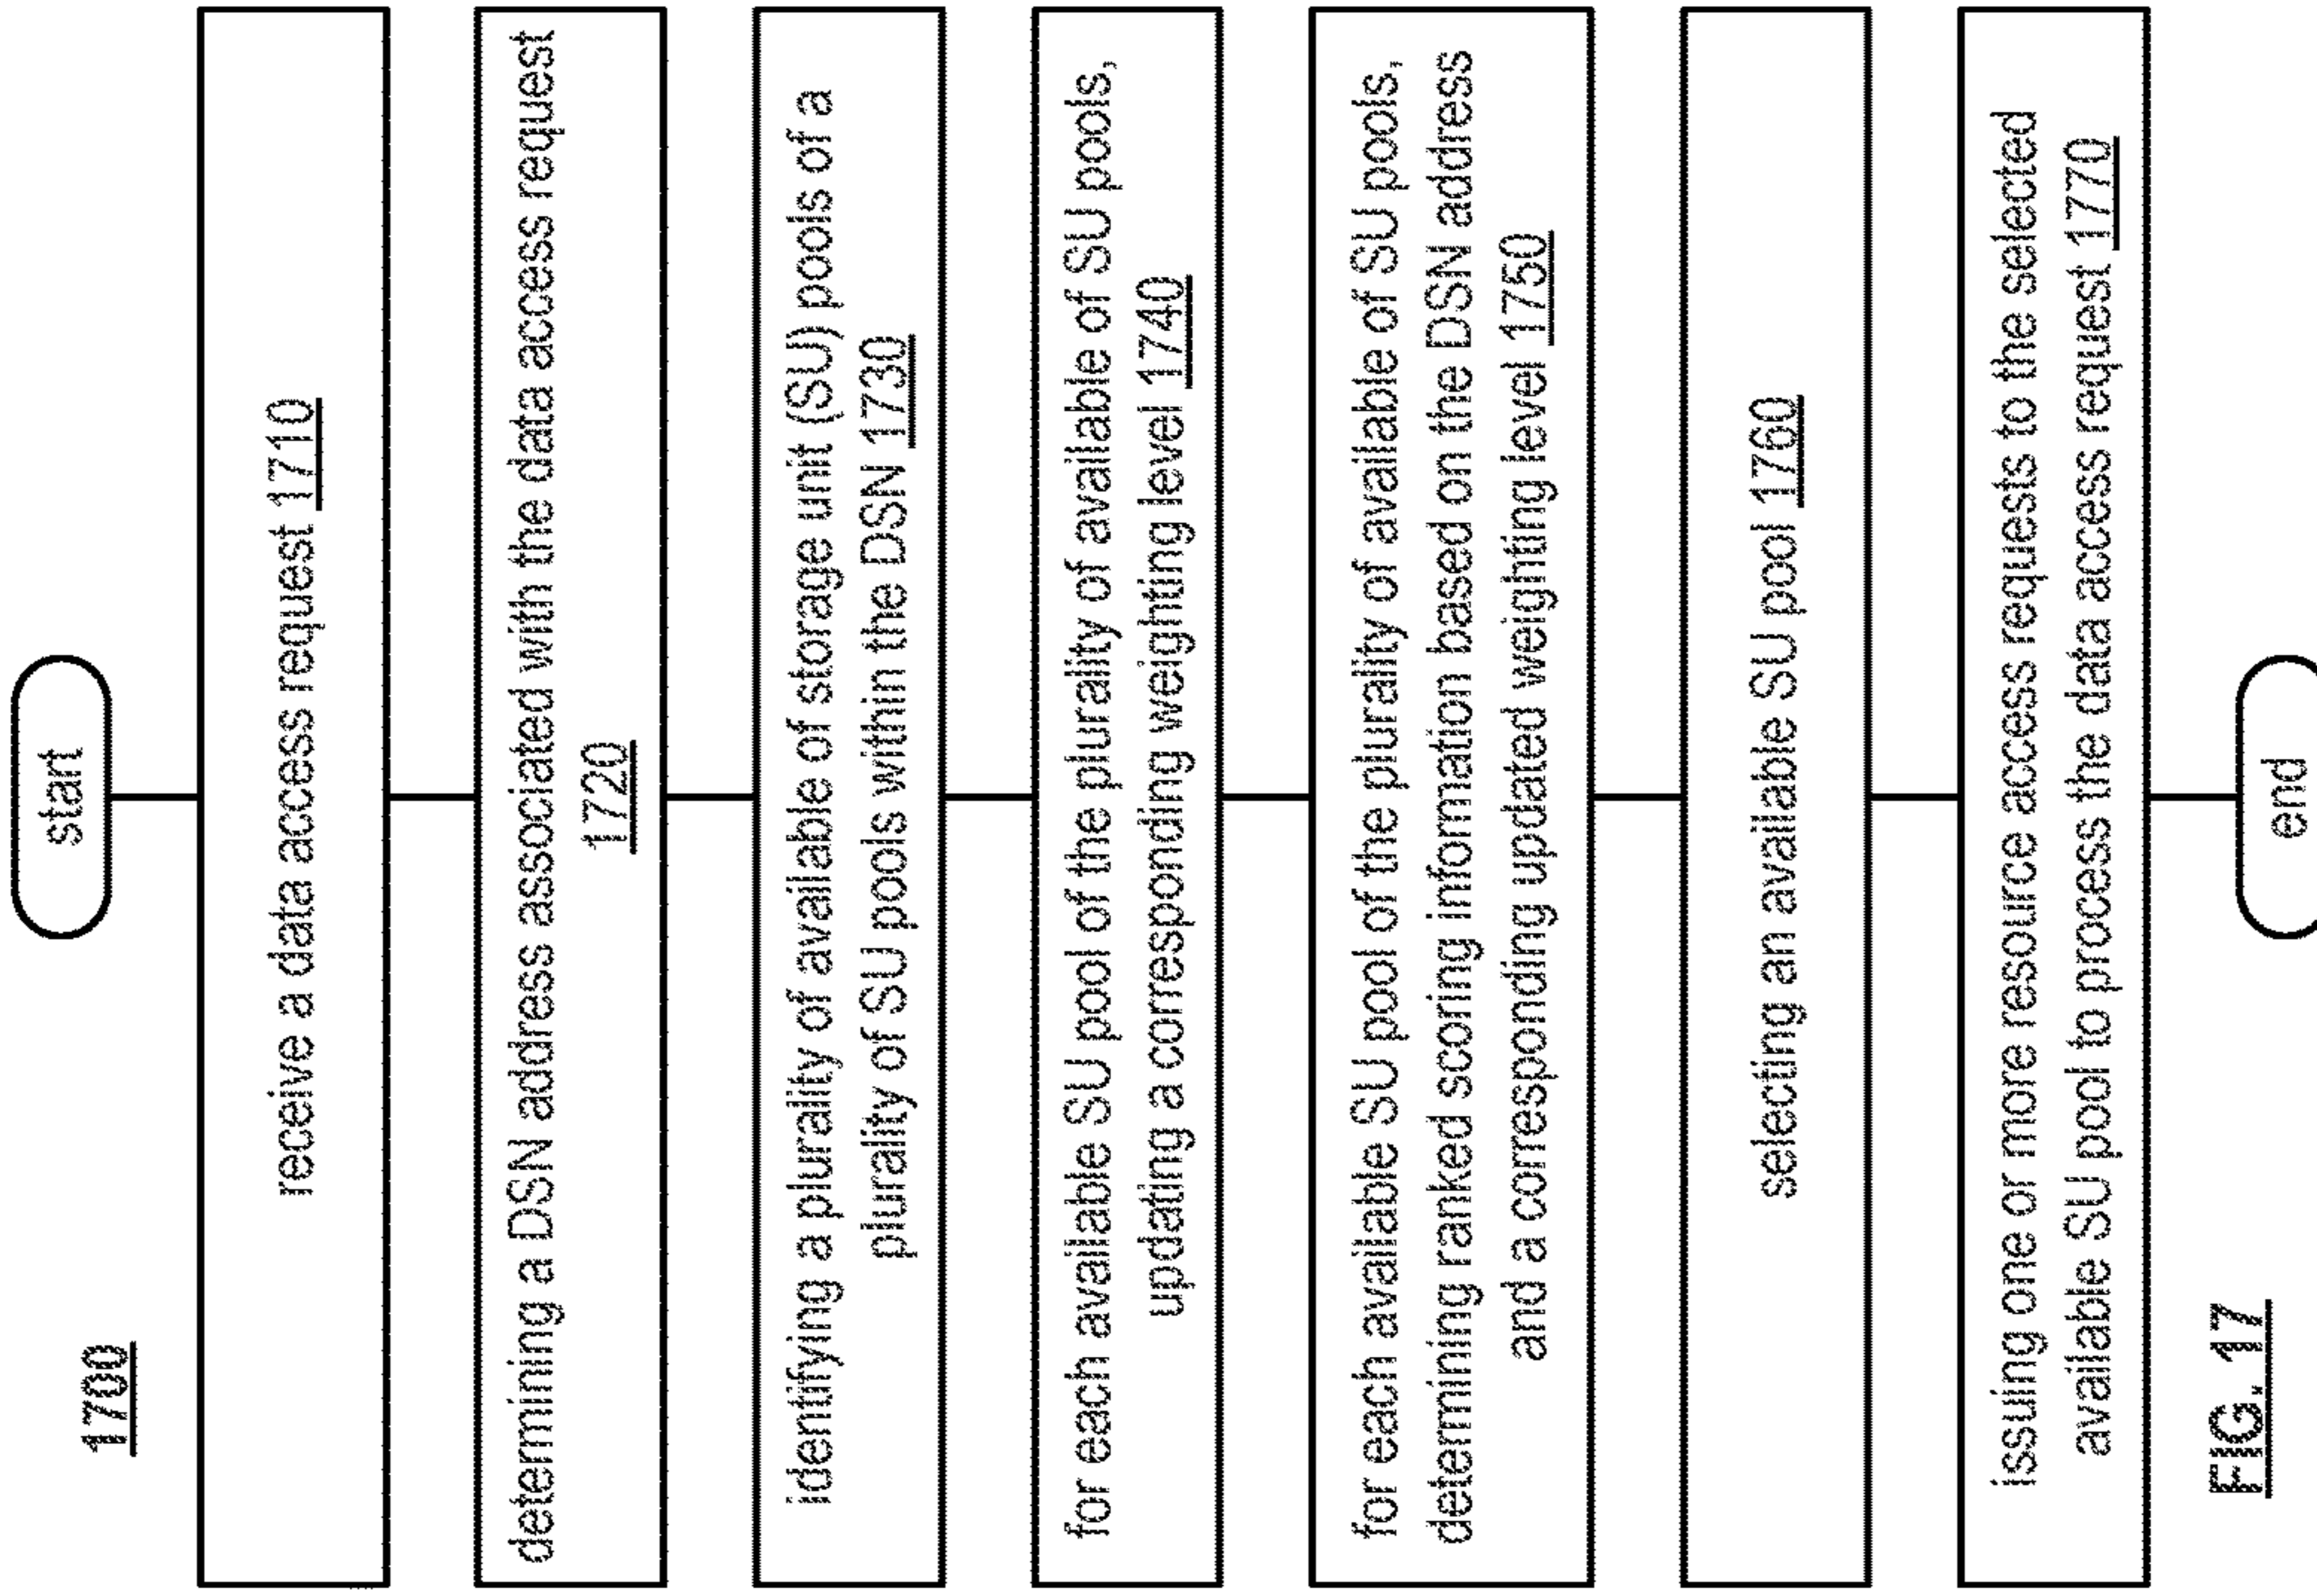 1700
start
receive a data access request 1710
determining a DSN address associated with the data access request
1720
identifying a plurality of available of storage unit (SU) pools of a
plurality of SU pools within the DSN 1730
for each available SU pool of the plurality of available of SU pools,
updating a corresponding weighting level 1740
for each available SU pool of the plurality of available of SU pools,
determining ranked scoring information based on the DSN address
and a corresponding updated weighting level 1750
selecting an available SU pool 1760
issuing one or more resource access requests to the selected
available SU pool to process the data access request 1770
end
FIG. 17